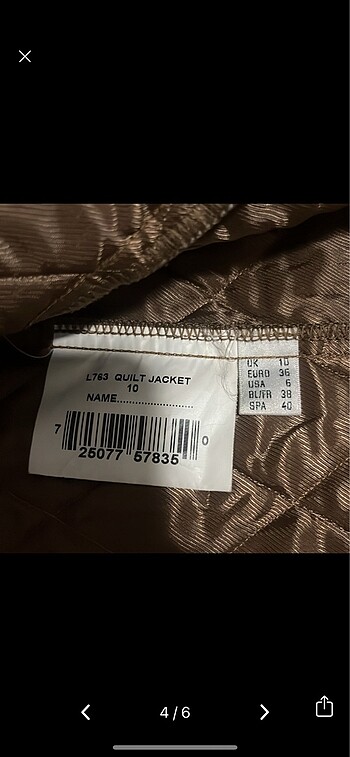 L763 QUILT JACKET
10
NAME......................
7 25077 57835 0
UK 10
EURO 36
USA 6
BL/FR 38
SPA 40
4 / 6